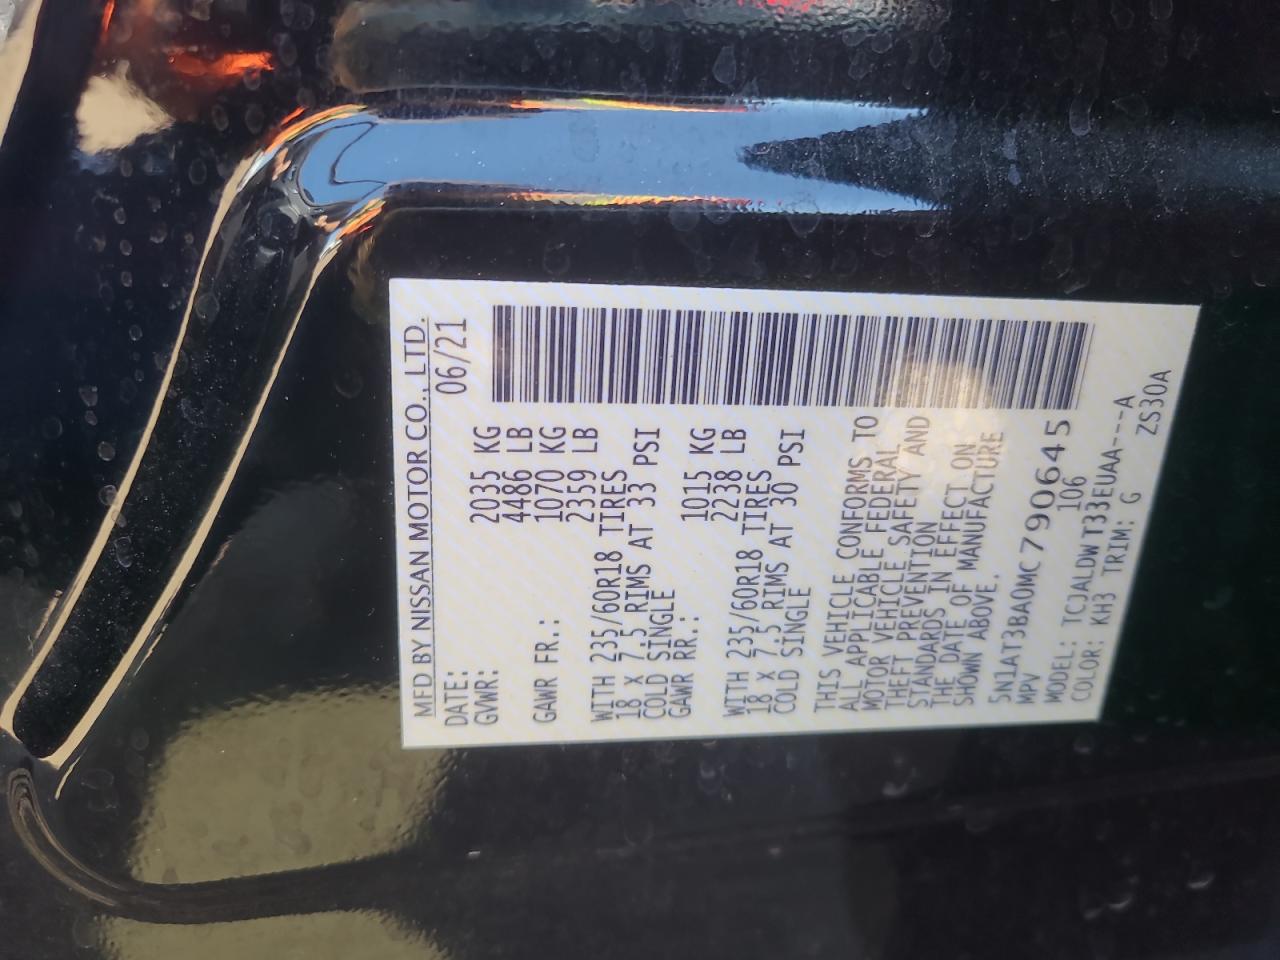 MFD BY NISSAN MOTOR CO., LTD.
DATE: 06/21
GVWR: 2035 KG
4486 LB
GAWR FR.: 1070 KG
2359 LB
WITH 235/60R18 TIRES
18 X 7.5 RIMS AT 33 PSI
COLD SINGLE
GAWR RR.: 1015 KG
2238 LB
WITH 235/60R18 TIRES
18 X 7.5 RIMS AT 30 PSI
COLD SINGLE
THIS VEHICLE CONFORMS TO
ALL APPLICABLE FEDERAL
MOTOR VEHICLE SAFETY AND
THEFT PREVENTION
STANDARDS IN EFFECT ON
THE DATE OF MANUFACTURE
SHOWN ABOVE.
5N1AT3BA0MC790645
MPV 106
MODEL: TCJALDWT33EUAA---A
COLOR: KH3 TRIM: G ZS30A